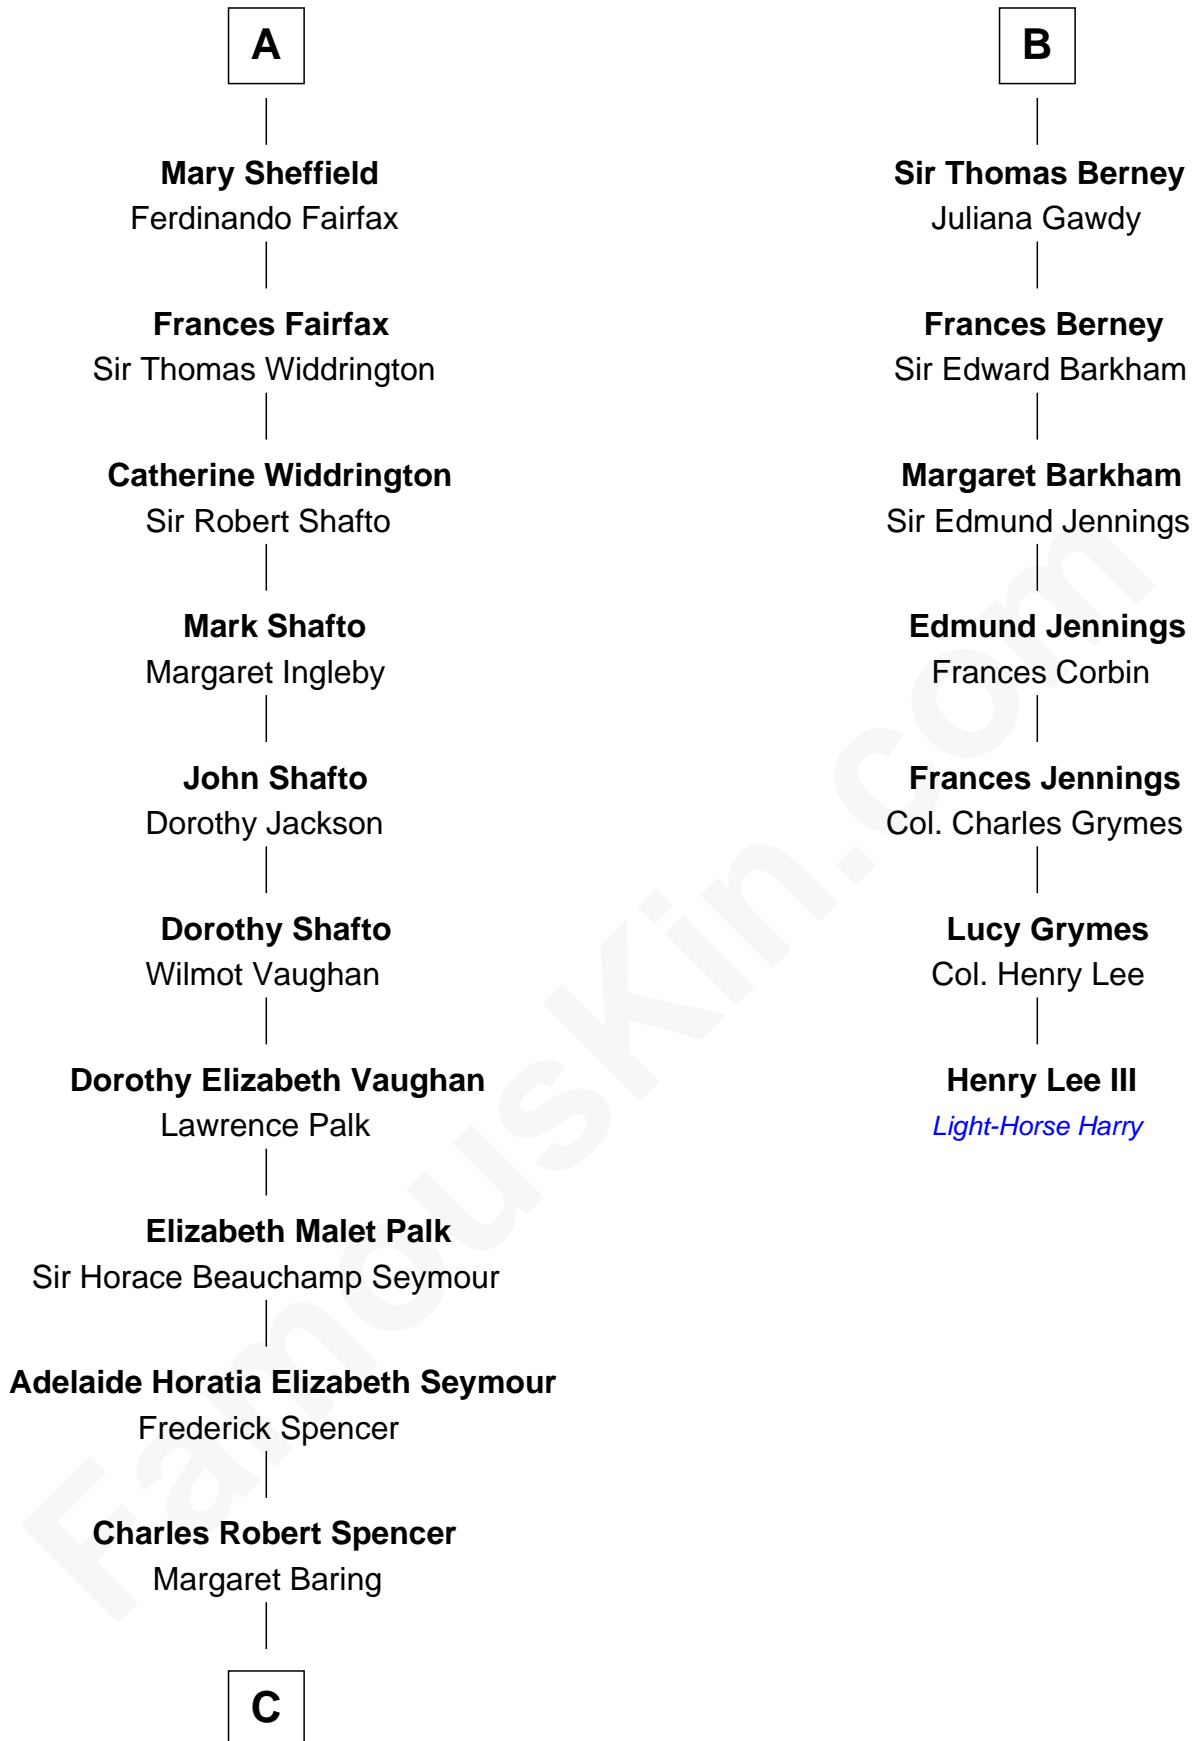 A
Mary Sheffield
Ferdinando Fairfax
Frances Fairfax
Sir Thomas Widdrington
Catherine Widdrington
Sir Robert Shafto
Mark Shafto
Margaret Ingleby
John Shafto
Dorothy Jackson
Dorothy Shafto
Wilmot Vaughan
Dorothy Elizabeth Vaughan
Lawrence Palk
Elizabeth Malet Palk
Sir Horace Beauchamp Seymour
Adelaide Horatia Elizabeth Seymour
Frederick Spencer
Charles Robert Spencer
Margaret Baring
C
B
Sir Thomas Berney
Juliana Gawdy
Frances Berney
Sir Edward Barkham
Margaret Barkham
Sir Edmund Jennings
Edmund Jennings
Frances Corbin
Frances Jennings
Col. Charles Grymes
Lucy Grymes
Col. Henry Lee
Henry Lee III
Light-Horse Harry
FamousKin.com